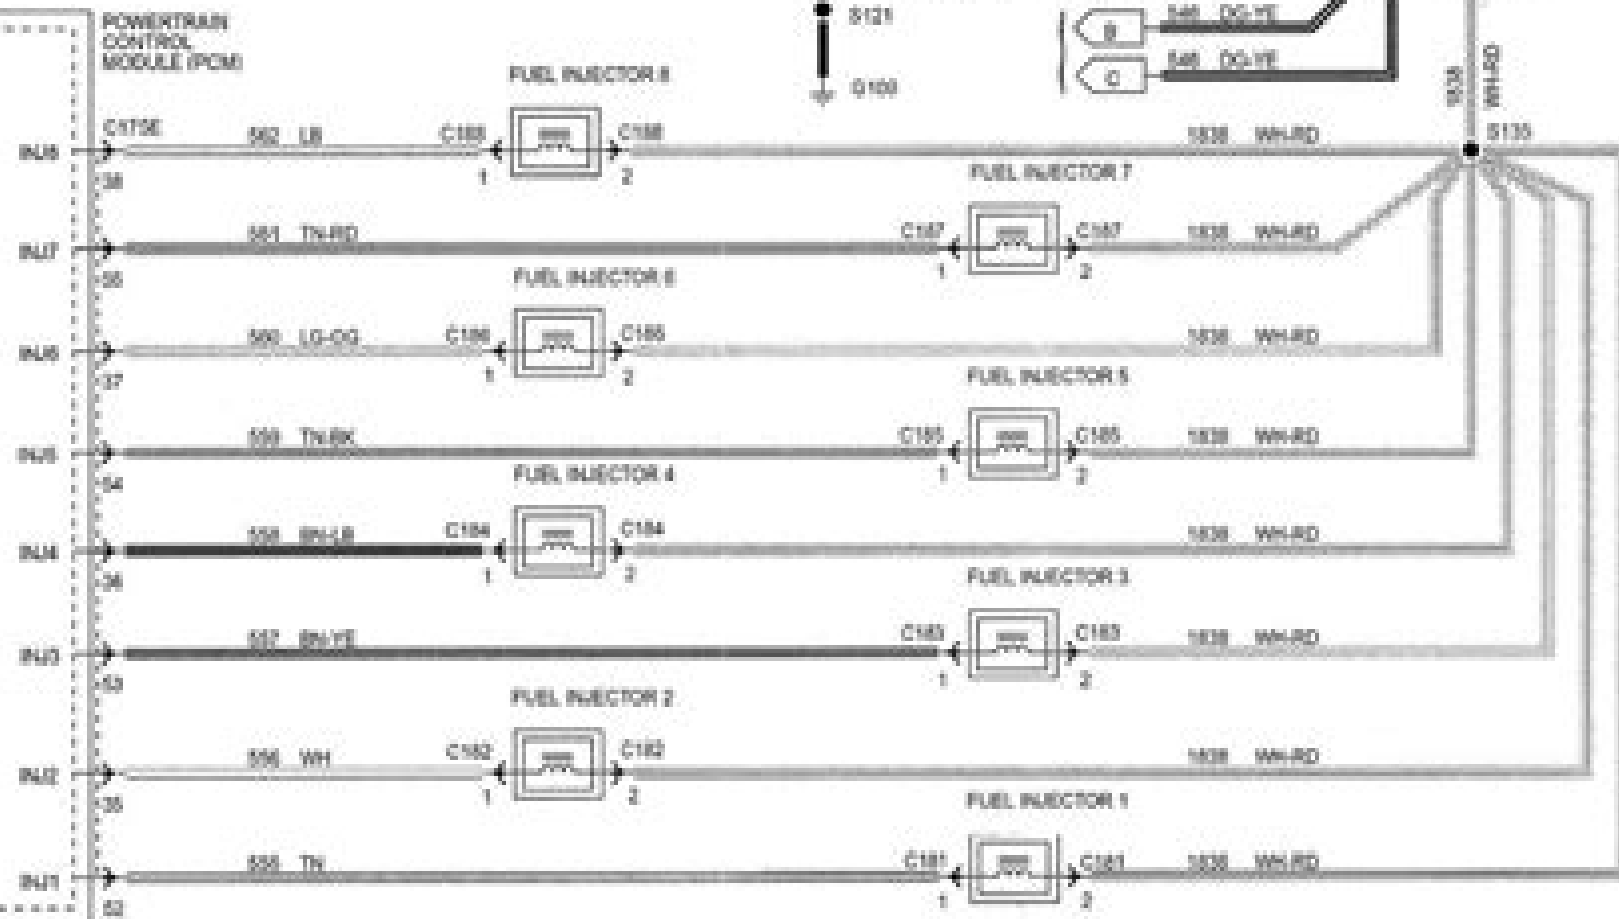 POWERTRAIN
CONTROL
MODULE (PCM)
S121
G100
B 546 DG-YE
C 546 DG-YE
1838 WH-RD
S135
FUEL INJECTOR 8
INJ8 C175E 562 LB C188 C188 1838 WH-RD
38 1 2
FUEL INJECTOR 7
INJ7 561 TN-RD C187 C187 1838 WH-RD
55 1 2
FUEL INJECTOR 6
INJ6 560 LG-OG C186 C186 1838 WH-RD
37 1 2
FUEL INJECTOR 5
INJ5 559 TN-BK C185 C185 1838 WH-RD
54 1 2
FUEL INJECTOR 4
INJ4 558 BN-LB C184 C184 1838 WH-RD
36 1 2
FUEL INJECTOR 3
INJ3 557 BN-YE C183 C183 1838 WH-RD
53 1 2
FUEL INJECTOR 2
INJ2 556 WH C182 C182 1838 WH-RD
35 1 2
FUEL INJECTOR 1
INJ1 555 TN C181 C181 1838 WH-RD
52 1 2